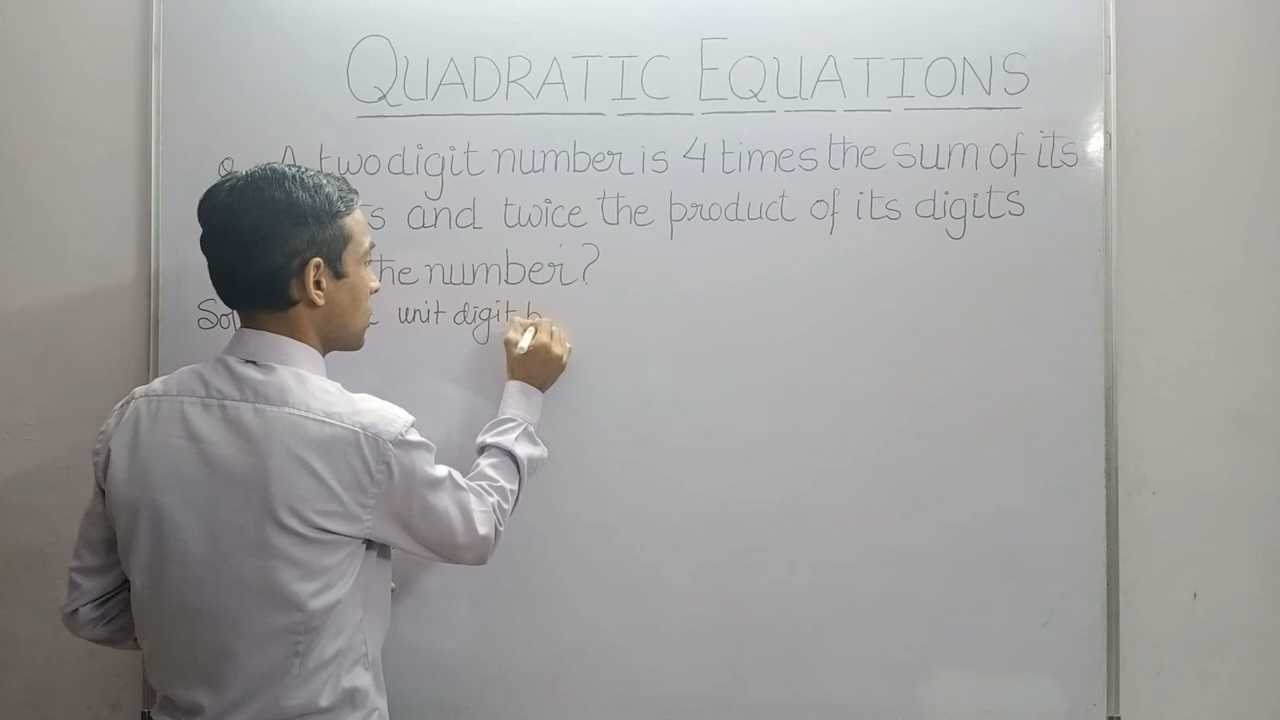 QUADRATIC EQUATIONS
Q A two digit number is 4 times the sum of its
and twice the product of its digits
the number?
unit digit